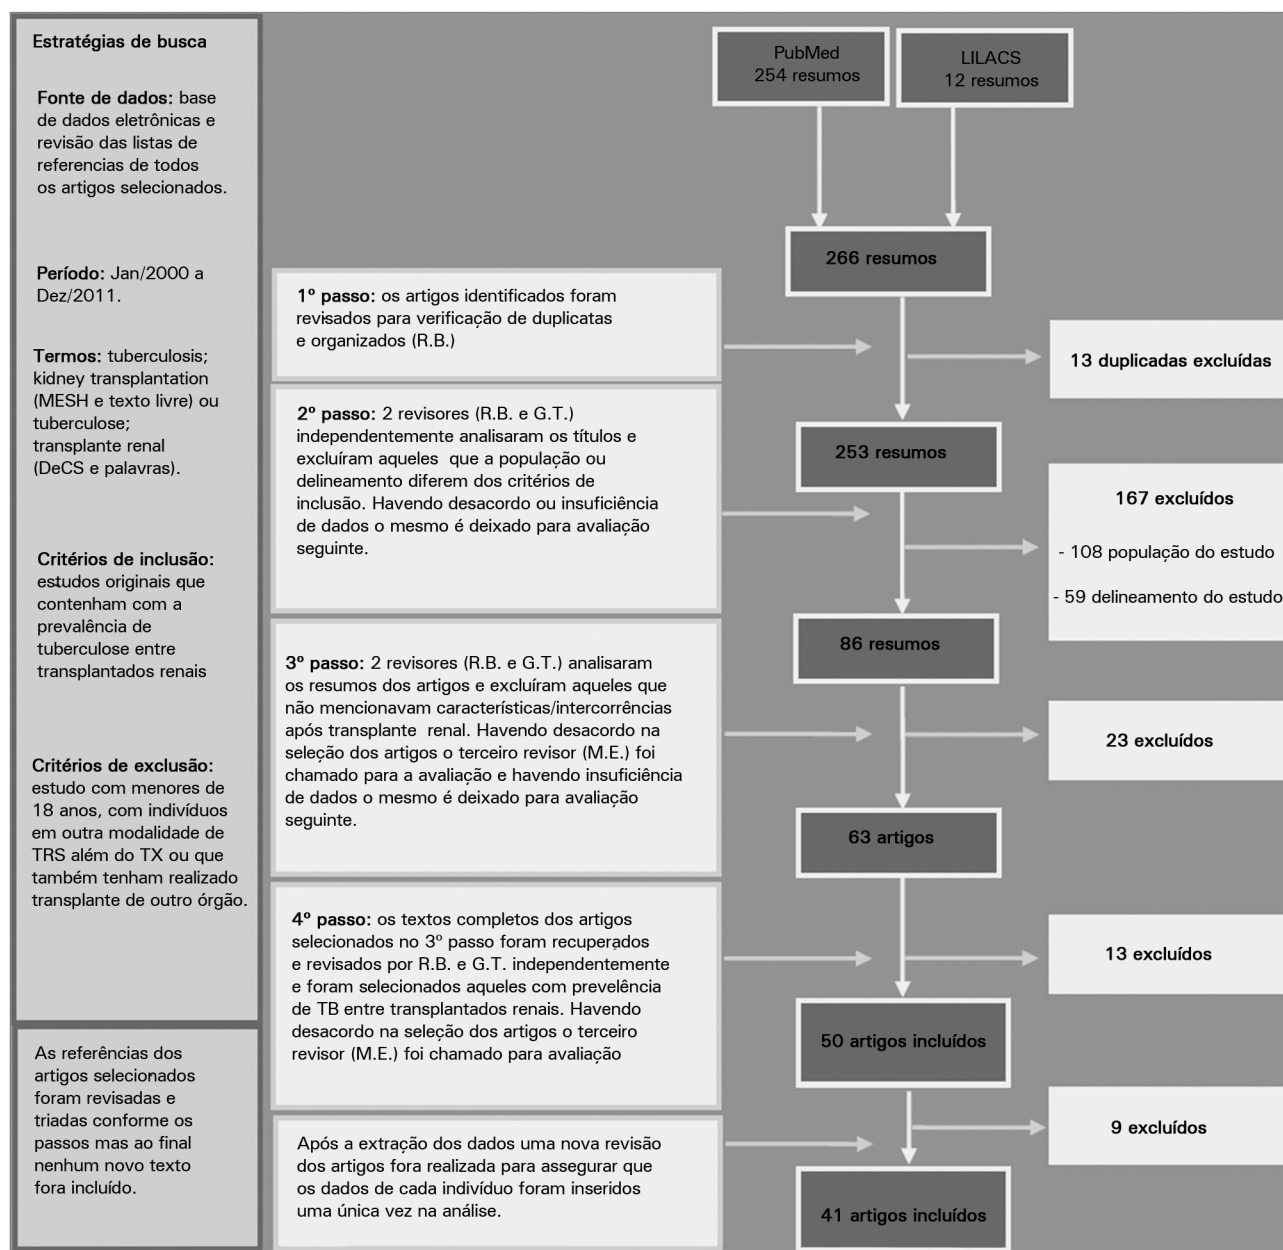 Estratégias de busca
Fonte de dados: base
de dados eletrônicas e
revisão das listas de
referencias de todos
os artigos selecionados.
Período: Jan/2000 a
Dez/2011.
Termos: tuberculosis;
kidney transplantation
(MESH e texto livre) ou
tuberculose;
transplante renal
(DeCS e palavras).
Critérios de inclusão:
estudos originais que
contenham com a
prevalência de
tuberculose entre
transplantados renais
Critérios de exclusão:
estudo com menores de
18 anos, com indivíduos
em outra modalidade de
TRS além do TX ou que
também tenham realizado
transplante de outro órgão.
As referências dos
artigos selecionados
foram revisadas e
triadas conforme os
passos mas ao final
nenhum novo texto
fora incluído.
1º passo: os artigos identificados foram
revisados para verificação de duplicatas
e organizados (R.B.)
2º passo: 2 revisores (R.B. e G.T.)
independentemente analisaram os títulos e
excluíram aqueles que a população ou
delineamento diferem dos critérios de
inclusão. Havendo desacordo ou insuficiência
de dados o mesmo é deixado para avaliação
seguinte.
3º passo: 2 revisores (R.B. e G.T.) analisaram
os resumos dos artigos e excluíram aqueles que
não mencionavam características/intercorrências
após transplante renal. Havendo desacordo na
seleção dos artigos o terceiro revisor (M.E.) foi
chamado para a avaliação e havendo insuficiência
de dados o mesmo é deixado para avaliação
seguinte.
4º passo: os textos completos dos artigos
selecionados no 3º passo foram recuperados
e revisados por R.B. e G.T. independentemente
e foram selecionados aqueles com prevelência
de TB entre transplantados renais. Havendo
desacordo na seleção dos artigos o terceiro
revisor (M.E.) foi chamado para avaliação
Após a extração dos dados uma nova revisão
dos artigos fora realizada para assegurar que
os dados de cada indivíduo foram inseridos
uma única vez na análise.
PubMed
254 resumos
LILACS
12 resumos
266 resumos
13 duplicadas excluídas
253 resumos
167 excluídos
- 108 população do estudo
- 59 delineamento do estudo
86 resumos
23 excluídos
63 artigos
13 excluídos
50 artigos incluídos
9 excluídos
41 artigos incluídos